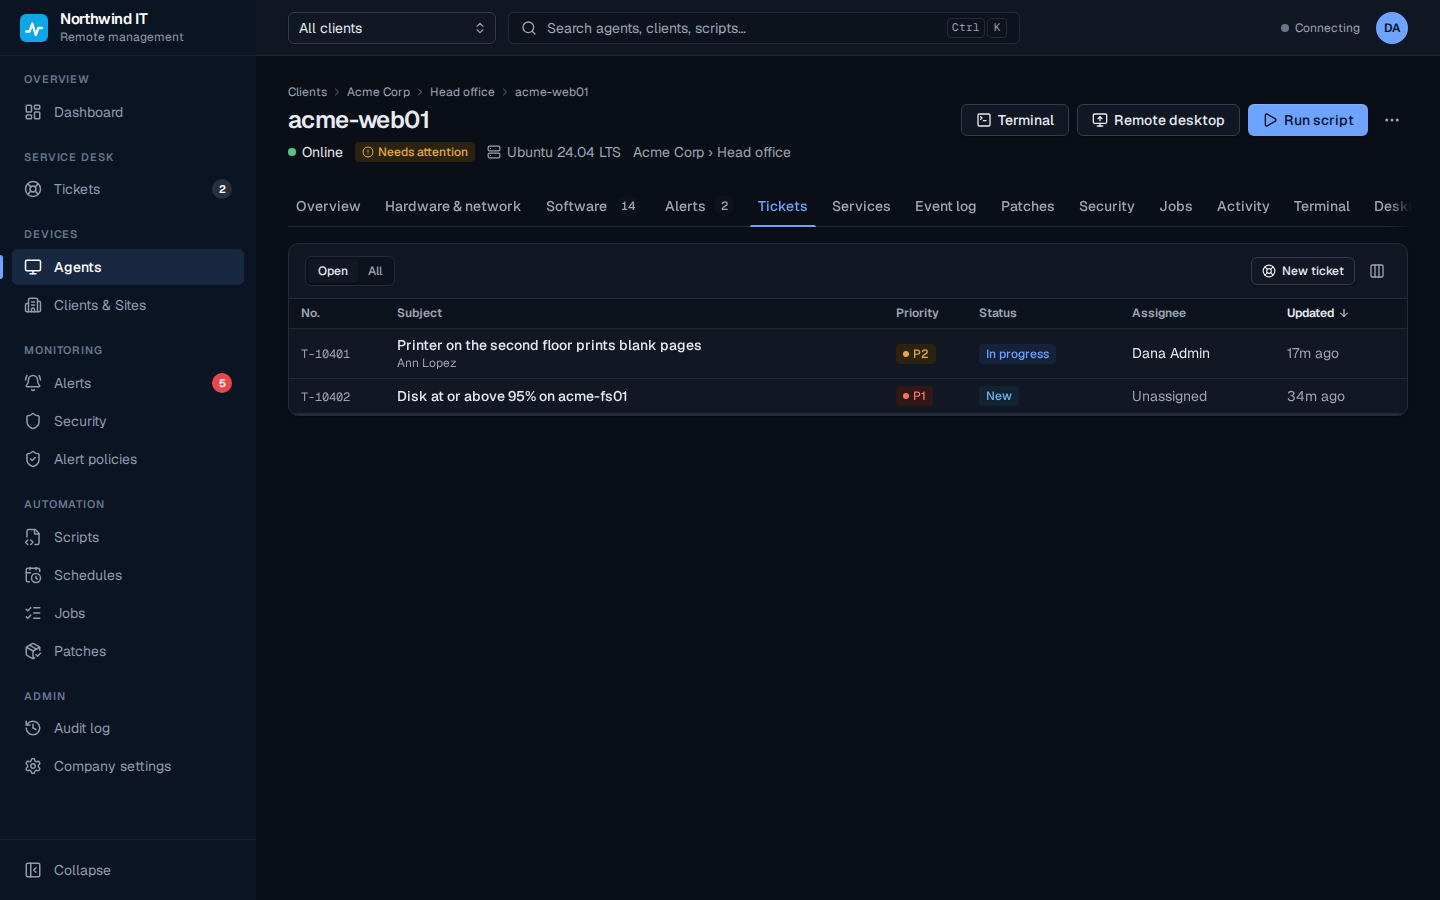 Northwind IT
Remote management
All clients
Search agents, clients, scripts...
Ctrl K
Connecting
DA
OVERVIEW
Dashboard
SERVICE DESK
Tickets 2
DEVICES
Agents
Clients & Sites
MONITORING
Alerts 5
Security
Alert policies
AUTOMATION
Scripts
Schedules
Jobs
Patches
ADMIN
Audit log
Company settings
Collapse
Clients > Acme Corp > Head office > acme-web01
acme-web01
Terminal
Remote desktop
Run script
Online
Needs attention
Ubuntu 24.04 LTS
Acme Corp › Head office
Overview Hardware & network Software 14 Alerts 2 Tickets Services Event log Patches Security Jobs Activity Terminal Desk
Open All
New ticket
No. Subject Priority Status Assignee Updated ↓
T-10401 Printer on the second floor prints blank pages P2 In progress Dana Admin 17m ago
Ann Lopez
T-10402 Disk at or above 95% on acme-fs01 P1 New Unassigned 34m ago